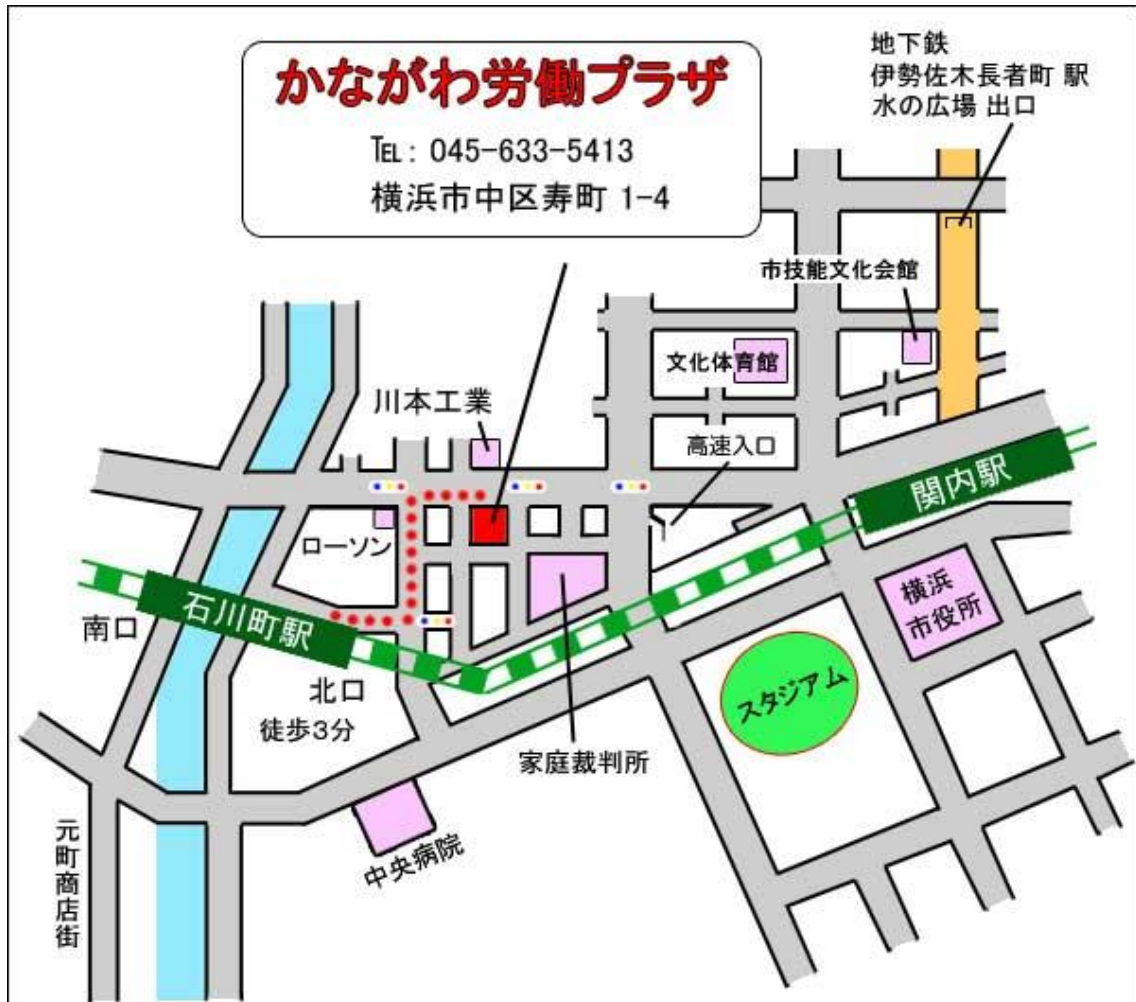 かながわ労働プラザ
℡: 045-633-5413
横浜市中区寿町 1-4
地下鉄
伊勢佐木長者町 駅
水の広場 出口
市技能文化会館
文化体育館
川本工業
高速入口
関内駅
ローソン
石川町駅
南口
北口
徒歩3分
横浜
市役所
スタジアム
家庭裁判所
中央病院
元町商店街